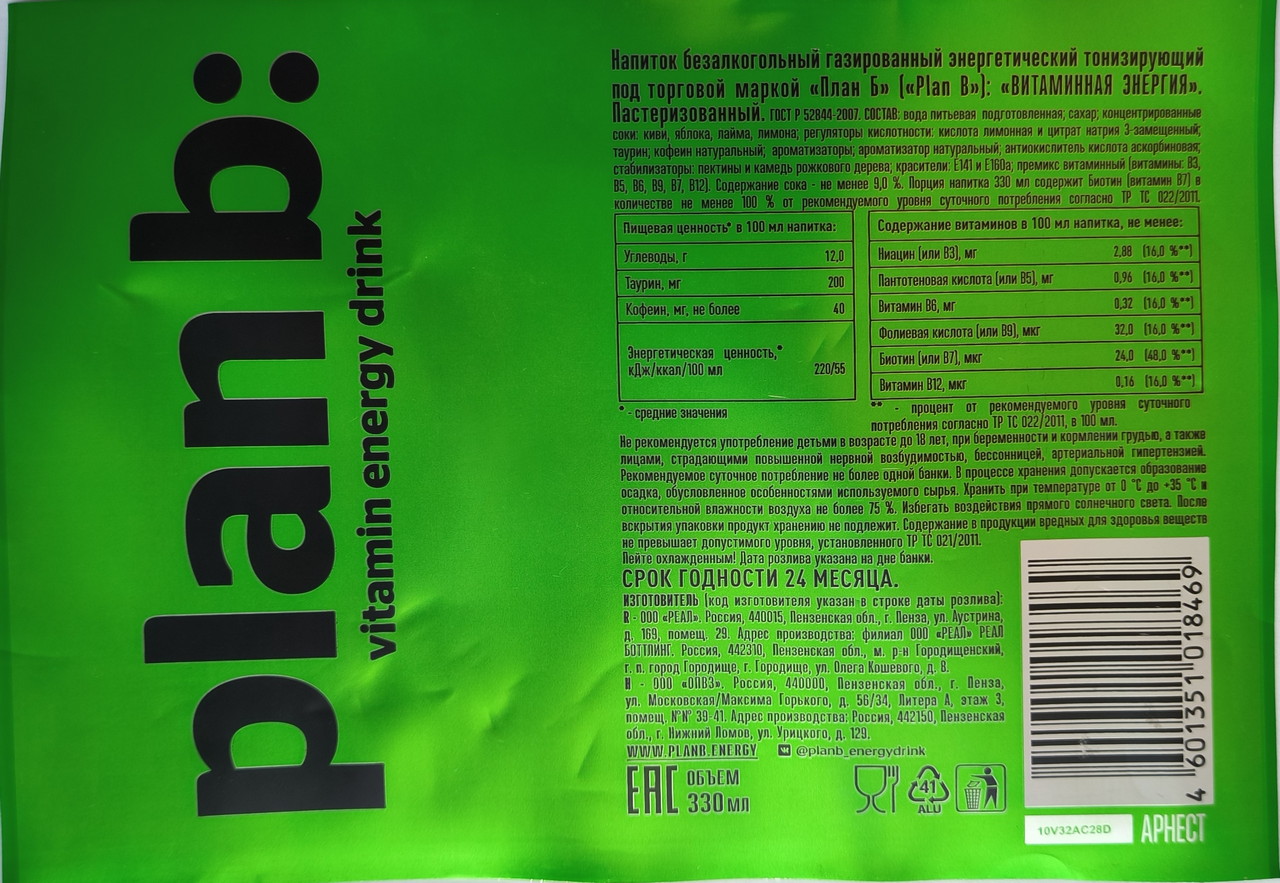 plan b:
vitamin energy drink
Напиток безалкогольный газированный энергетический тонизирующий
под торговой маркой «План Б» («Plan B»): «ВИТАМИННАЯ ЭНЕРГИЯ».
Пастеризованный. ГОСТ Р 52844-2007. СОСТАВ: вода питьевая подготовленная; сахар; концентрированные
соки: киви, яблока, лайма, лимона; регуляторы кислотности: кислота лимонная и цитрат натрия 3-замещенный;
таурин; кофеин натуральный; ароматизаторы; ароматизатор натуральный; антиокислитель кислота аскорбиновая;
стабилизаторы: пектины и камедь рожкового дерева; красители: Е141 и Е160а; премикс витаминный (витамины: В3,
В5, В6, В9, В7, В12). Содержание сока - не менее 9,0 %. Порция напитка 330 мл содержит Биотин (витамин В7) в
количестве не менее 100 % от рекомендуемого уровня суточного потребления согласно ТР ТС 022/2011.
Пищевая ценность* в 100 мл напитка:
Углеводы, г 12,0
Таурин, мг 200
Кофеин, мг, не более 40
Энергетическая ценность,*
кДж/ккал/100 мл 220/55
* - средние значения
Содержание витаминов в 100 мл напитка, не менее:
Ниацин (или В3), мг 2,88 (16,0 %**)
Пантотеновая кислота (или В5), мг 0,96 (16,0 %**)
Витамин В6, мг 0,32 (16,0 %**)
Фолиевая кислота (или В9), мкг 32,0 (16,0 %**)
Биотин (или В7), мкг 24,0 (48,0 %**)
Витамин В12, мкг 0,16 (16,0 %**)
** - процент от рекомендуемого уровня суточного
потребления согласно ТР ТС 022/2011, в 100 мл.
Не рекомендуется употребление детьми в возрасте до 18 лет, при беременности и кормлении грудью, а также
лицами, страдающими повышенной нервной возбудимостью, бессонницей, артериальной гипертензией.
Рекомендуемое суточное потребление не более одной банки. В процессе хранения допускается образование
осадка, обусловленное особенностями используемого сырья. Хранить при температуре от 0 °С до +35 °С и
относительной влажности воздуха не более 75 %. Избегать воздействия прямого солнечного света. После
вскрытия упаковки продукт хранению не подлежит. Содержание в продукции вредных для здоровья веществ
не превышает допустимого уровня, установленного ТР ТС 021/2011.
Пейте охлажденным! Дата розлива указана на дне банки.
СРОК ГОДНОСТИ 24 МЕСЯЦА.
ИЗГОТОВИТЕЛЬ (код изготовителя указан в строке даты розлива):
R - ООО «РЕАЛ». Россия, 440015, Пензенская обл., г. Пенза, ул. Аустрина,
д. 169, помещ. 29. Адрес производства: филиал ООО «РЕАЛ» РЕАЛ
БОТТЛИНГ. Россия, 442310, Пензенская обл., м. р-н Городищенский,
г. п. город Городище, г. Городище, ул. Олега Кошевого, д. 8.
Н - ООО «ОПВЗ». Россия, 440000, Пензенская обл., г. Пенза,
ул. Московская/Максима Горького, д. 56/34, Литера А, этаж 3,
помещ. №№ 39-41. Адрес производства: Россия, 442150, Пензенская
обл., г. Нижний Ломов, ул. Урицкого, д. 129.
WWW.PLANB.ENERGY @planb_energydrink
ЕАС ОБЪЕМ
330 мл
41
ALU
4 601351 018469
10V32AC28D
АРНЕСТ